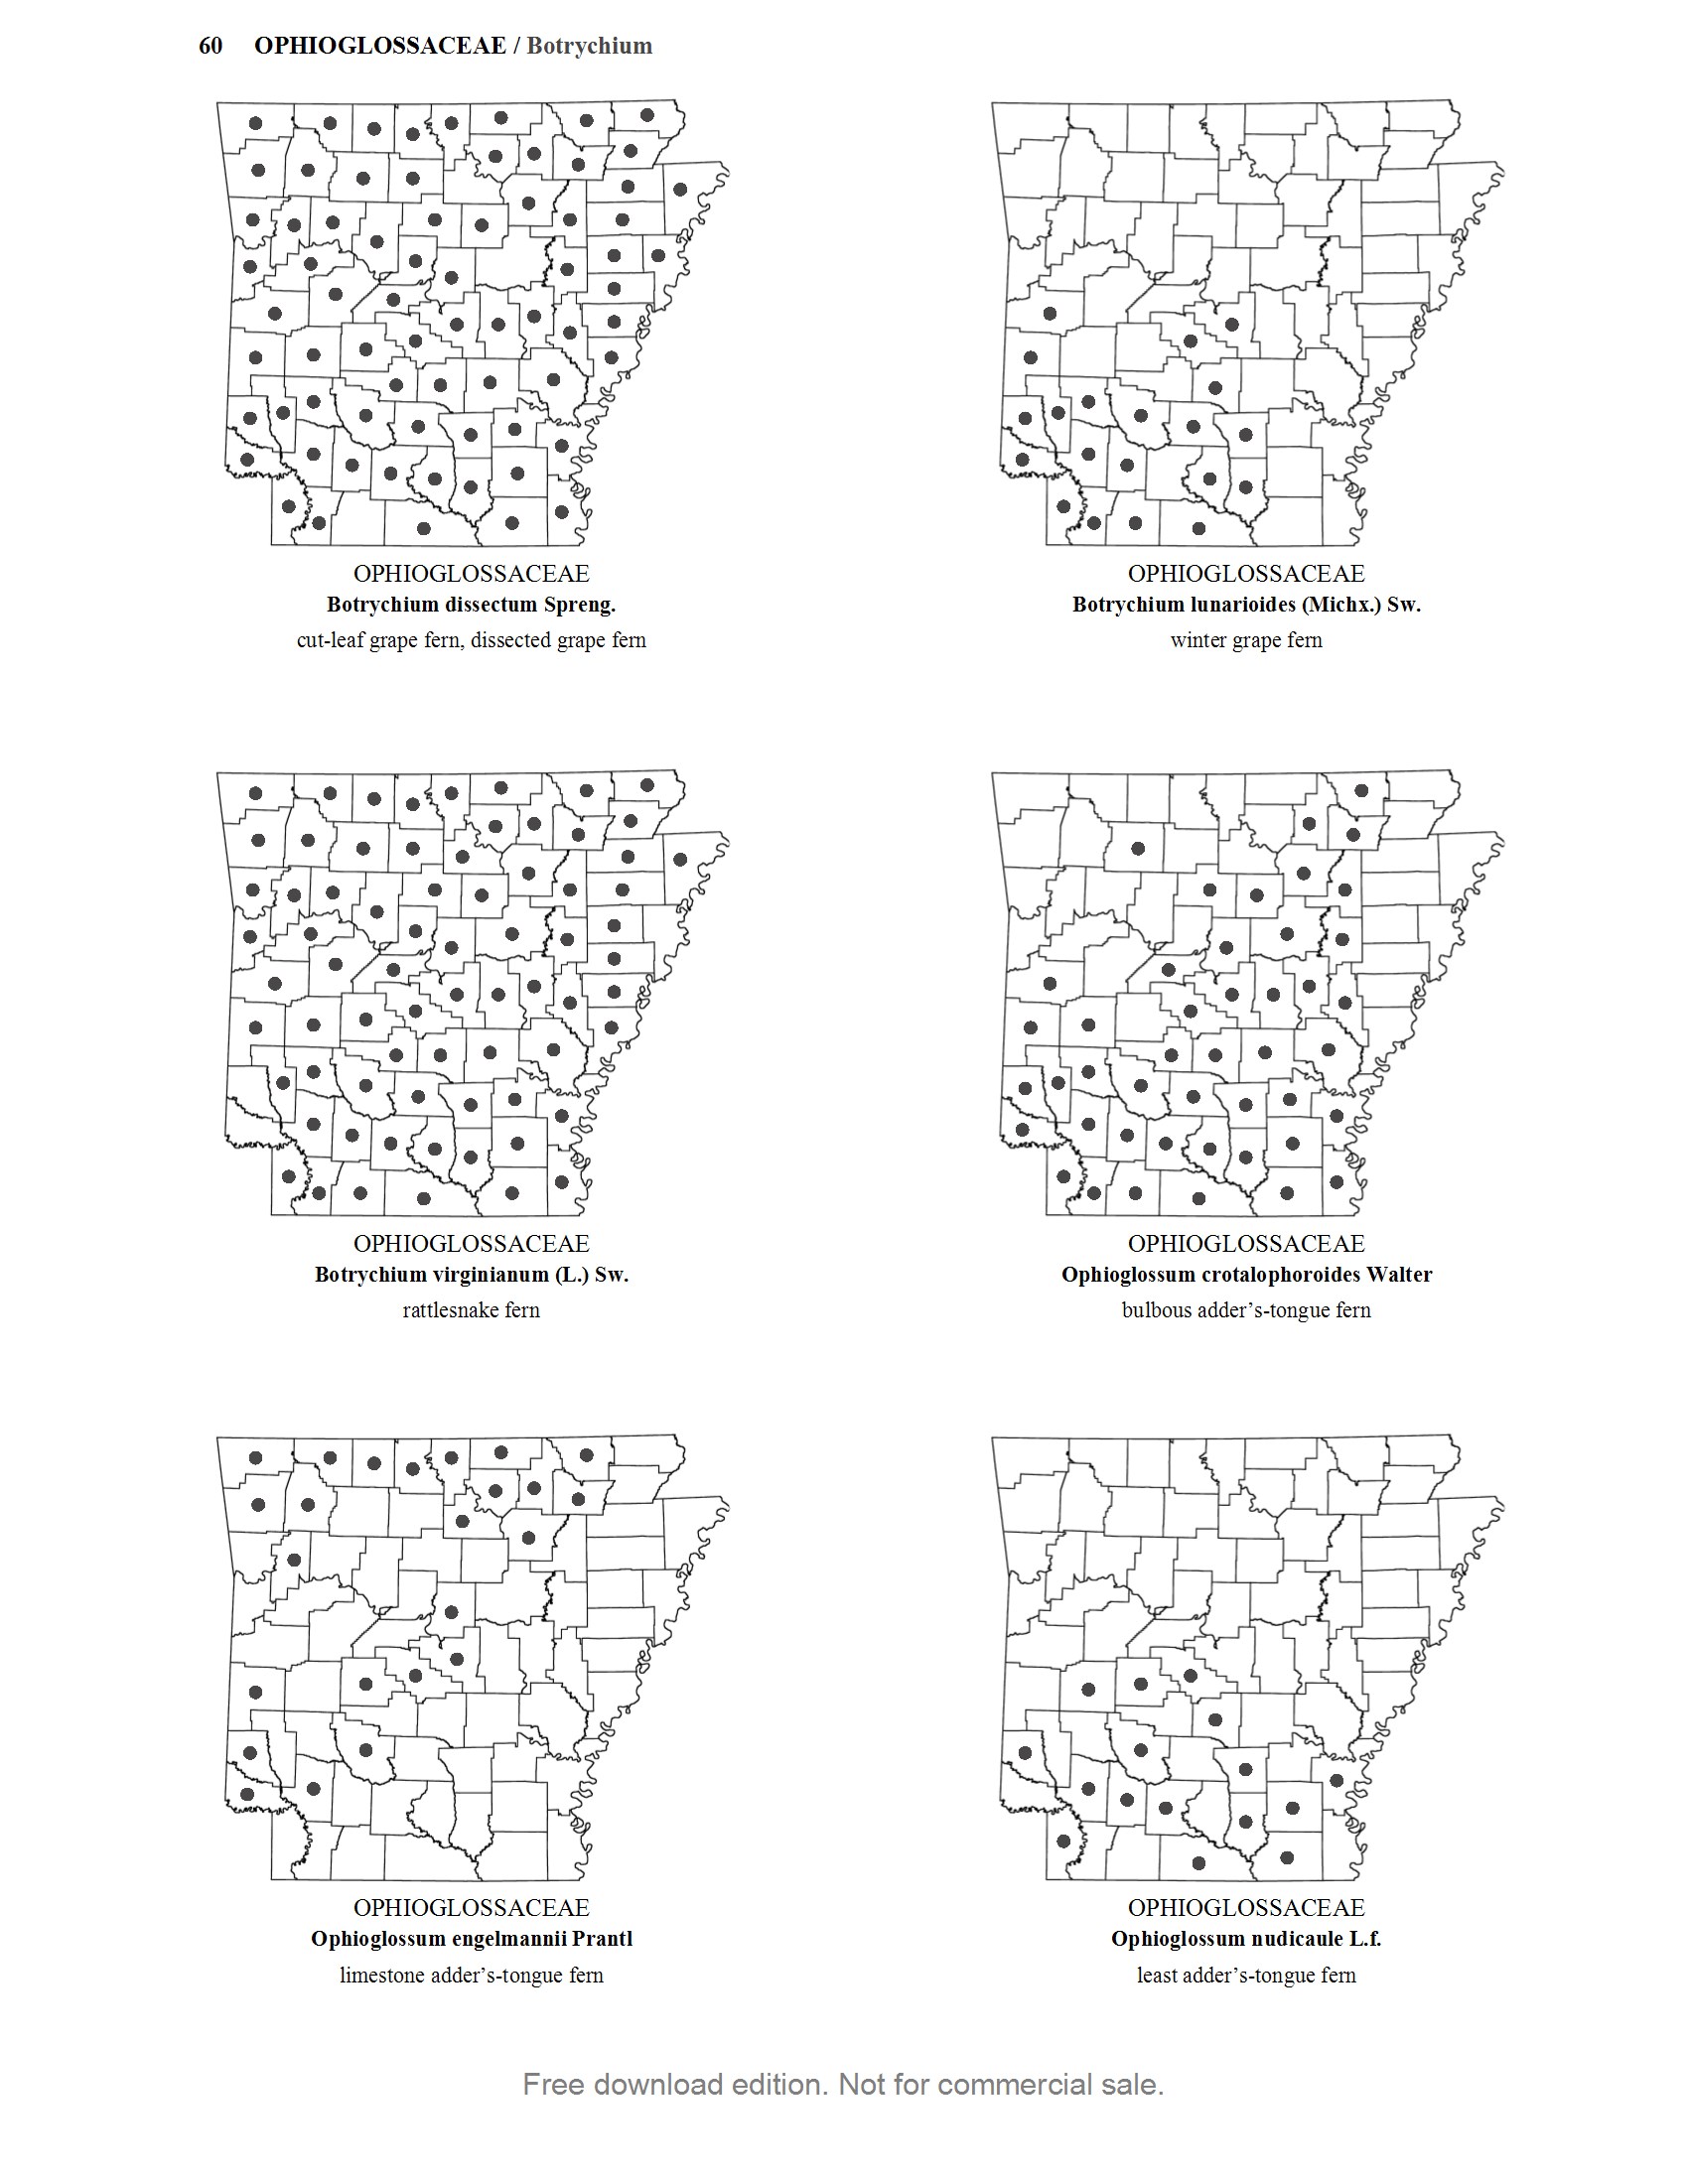 60 OPHIOGLOSSACEAE / Botrychium
OPHIOGLOSSACEAE
Botrychium dissectum Spreng.
cut-leaf grape fern, dissected grape fern
OPHIOGLOSSACEAE
Botrychium lunarioides (Michx.) Sw.
winter grape fern
OPHIOGLOSSACEAE
Botrychium virginianum (L.) Sw.
rattlesnake fern
OPHIOGLOSSACEAE
Ophioglossum crotalophoroides Walter
bulbous adder’s-tongue fern
OPHIOGLOSSACEAE
Ophioglossum engelmannii Prantl
limestone adder’s-tongue fern
OPHIOGLOSSACEAE
Ophioglossum nudicaule L.f.
least adder’s-tongue fern
Free download edition. Not for commercial sale.